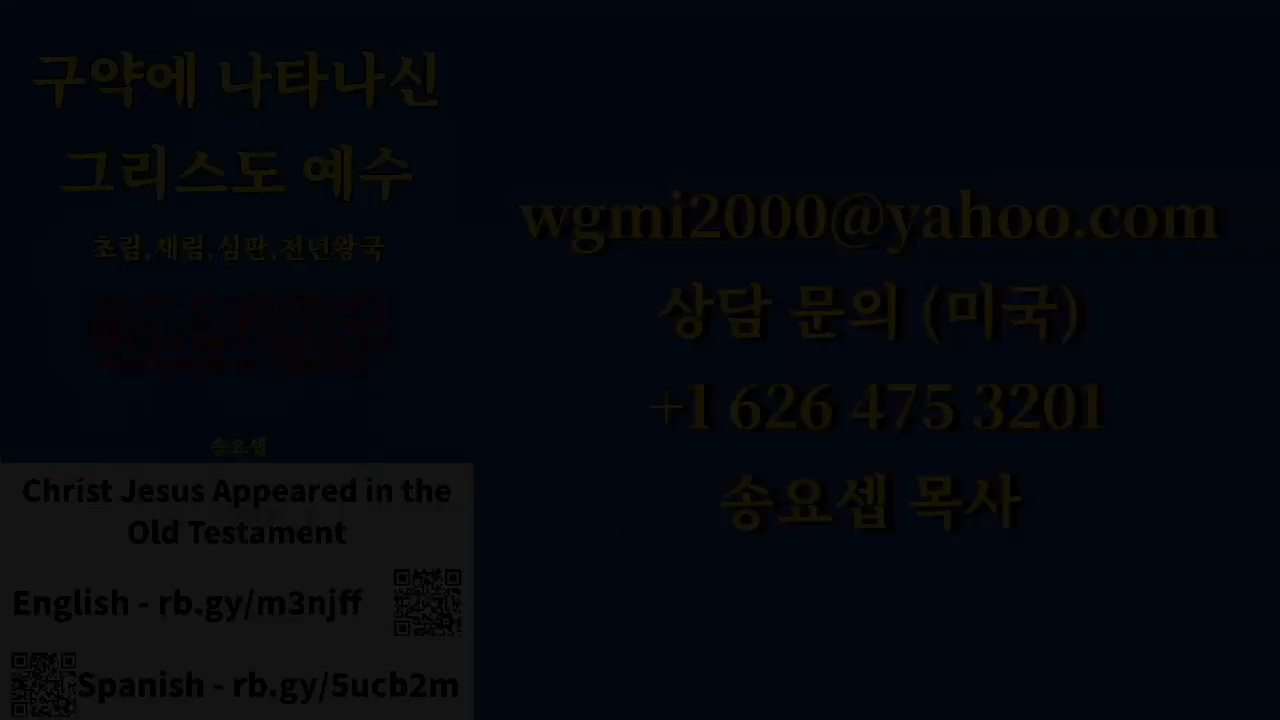 구약에 나타나신
그리스도 예수
초림,재림,심판,천년왕국
송요셉
Christ Jesus Appeared in the
Old Testament
English - rb.gy/m3njff
Spanish - rb.gy/5ucb2m
wgmi2000@yahoo.com
상담 문의 (미국)
+1 626 475 3201
송요셉 목사